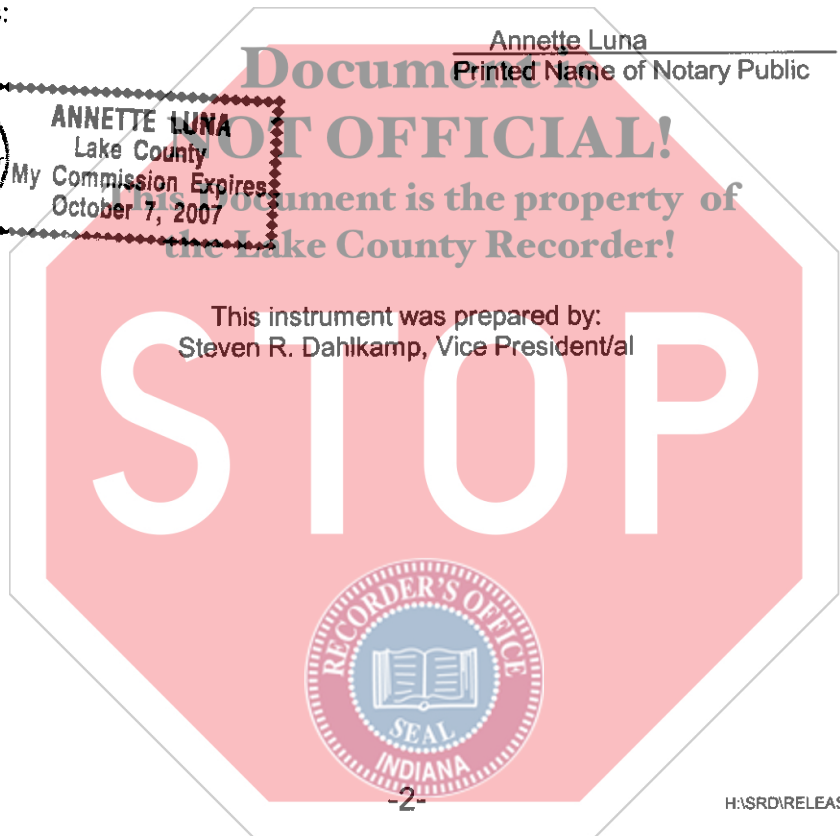 :
Annette Luna
Printed Name of Notary Public
Document is
NOT OFFICIAL!
This Document is the property of
the Lake County Recorder!
ANNETTE LUNA
Lake County
My Commission Expires
October 7, 2007
This instrument was prepared by:
Steven R. Dahlkamp, Vice President/al
STOP
RECORDER'S OFFICE
SEAL
INDIANA
-2-
H:\SRD\RELEAS